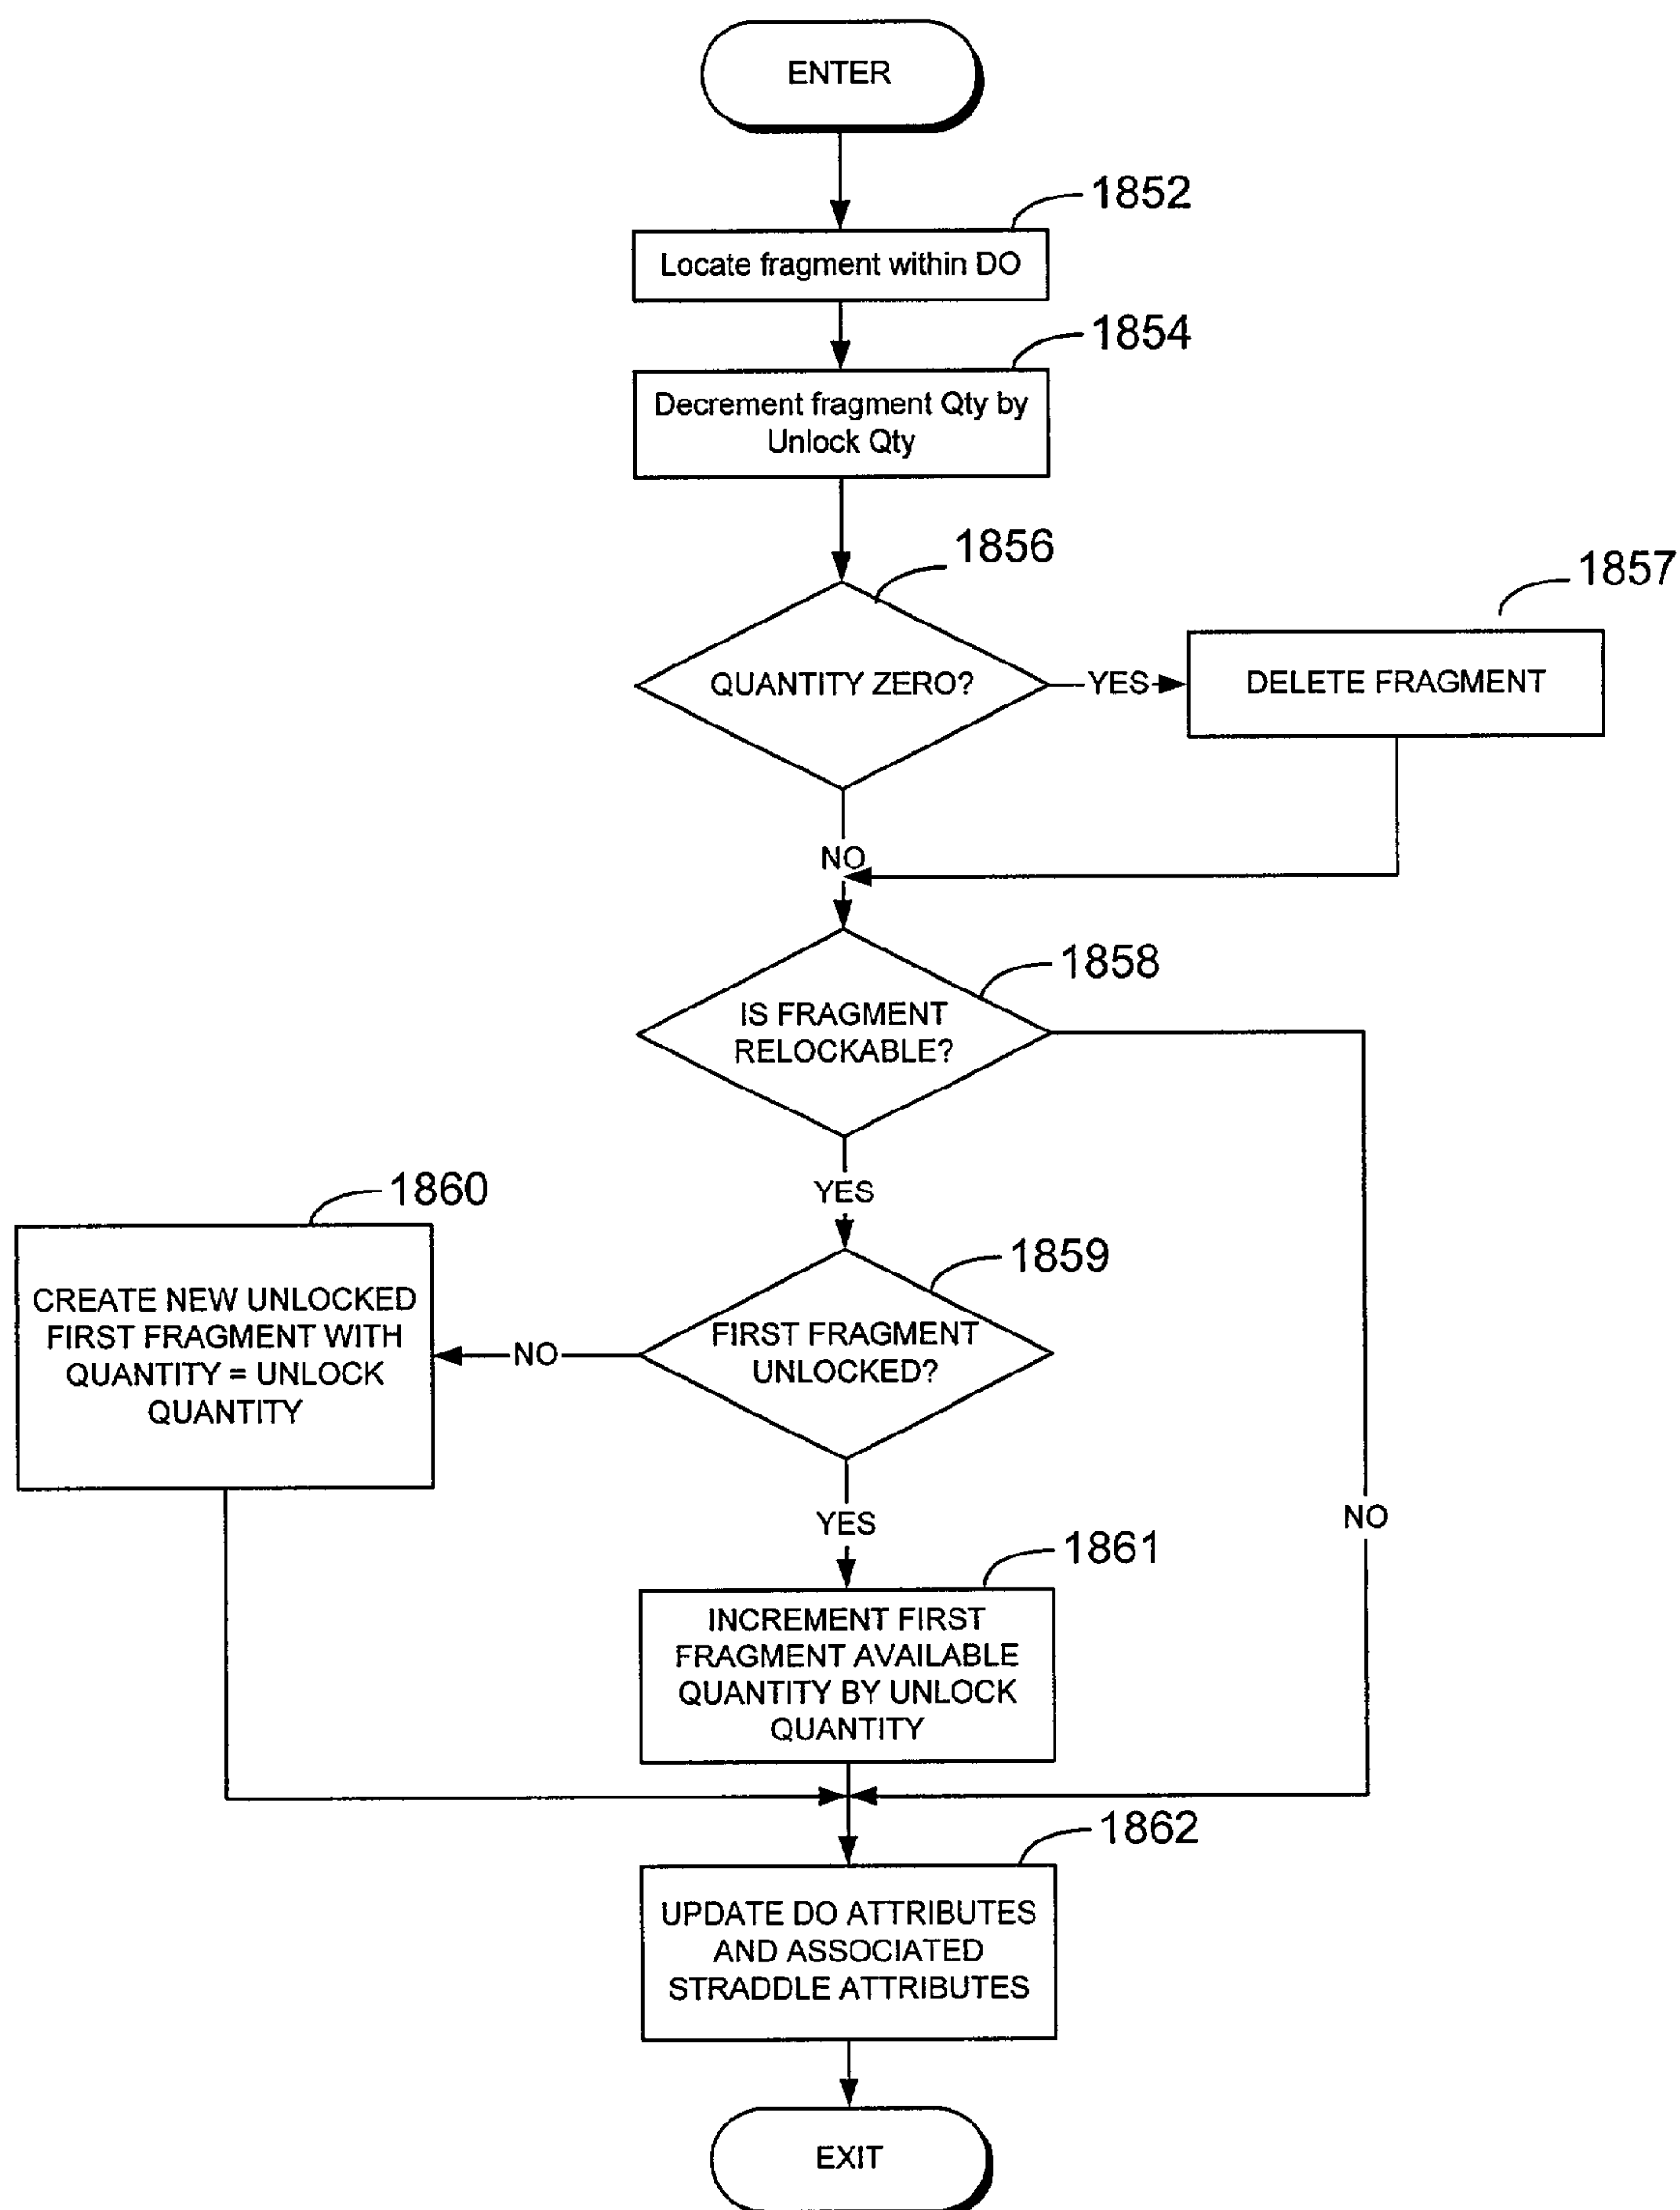 ENTER
1852
Locate fragment within DO
1854
Decrement fragment Qty by
Unlock Qty
1856
1857
QUANTITY ZERO?
YES
DELETE FRAGMENT
NO
1858
IS FRAGMENT
RELOCKABLE?
YES
1860
1859
CREATE NEW UNLOCKED
FIRST FRAGMENT WITH
QUANTITY = UNLOCK
QUANTITY
NO
FIRST FRAGMENT
UNLOCKED?
YES
NO
1861
INCREMENT FIRST
FRAGMENT AVAILABLE
QUANTITY BY UNLOCK
QUANTITY
1862
UPDATE DO ATTRIBUTES
AND ASSOCIATED
STRADDLE ATTRIBUTES
EXIT